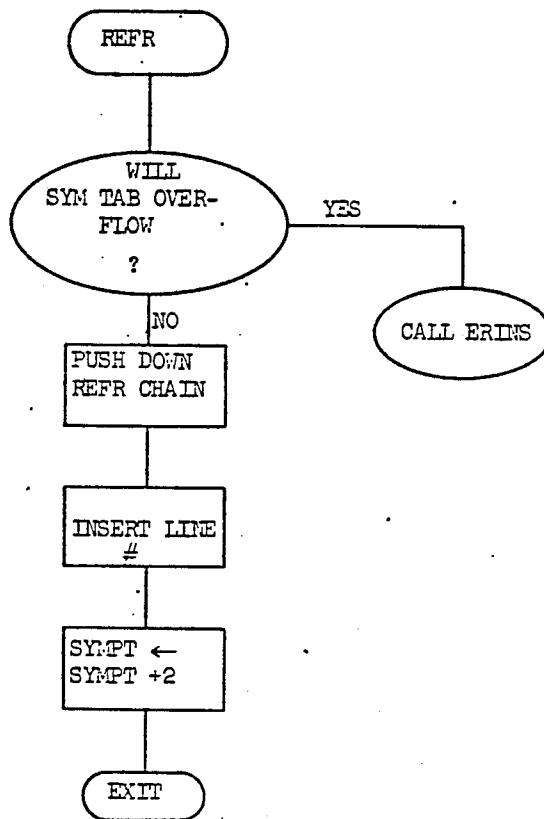 REFR
WILL
SYM TAB OVER-
FLOW
?
YES
CALL ERINS
NO
PUSH DOWN
REFR CHAIN
INSERT LINE
#
SYMPT ←
SYMPT +2
EXIT